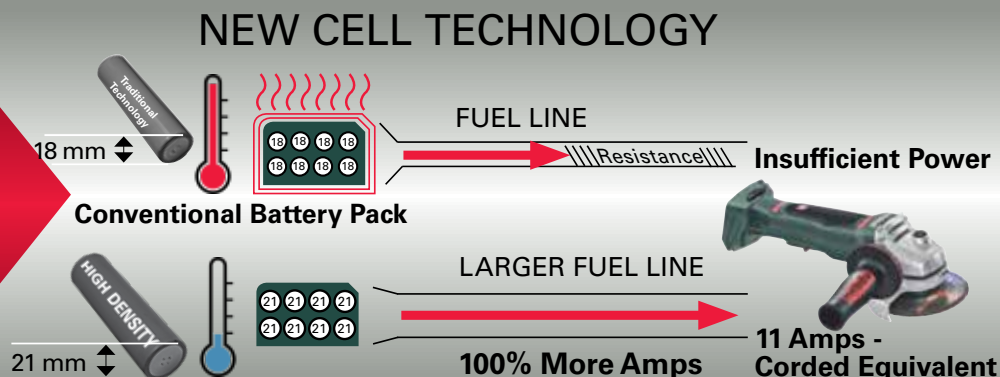 NEW CELL TECHNOLOGY
Traditional
Technology
18 mm
18 18 18 18
18 18 18 18
FUEL LINE
Resistance
Insufficient Power
Conventional Battery Pack
HIGH DENSITY
21 mm
21 21 21 21
21 21 21 21
LARGER FUEL LINE
100% More Amps
11 Amps -
Corded Equivalent